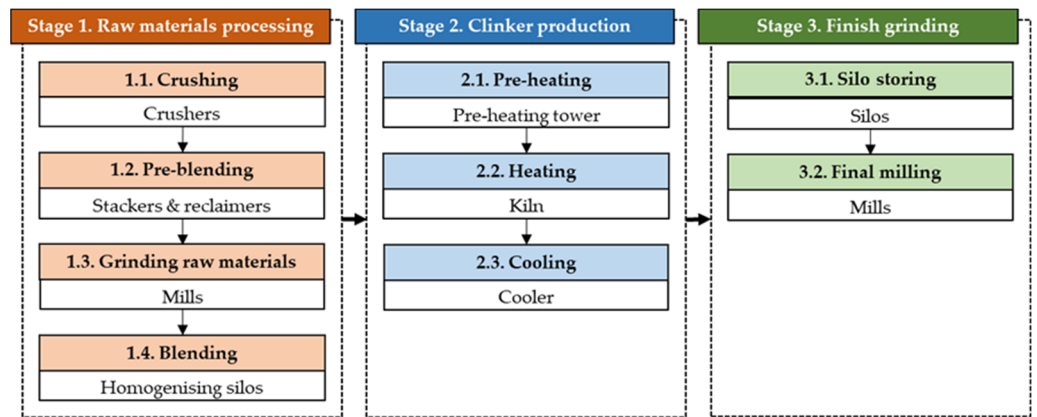 Stage 1. Raw materials processing
1.1. Crushing
Crushers
1.2. Pre-blending
Stackers & reclaimers
1.3. Grinding raw materials
Mills
1.4. Blending
Homogenising silos
Stage 2. Clinker production
2.1. Pre-heating
Pre-heating tower
2.2. Heating
Kiln
2.3. Cooling
Cooler
Stage 3. Finish grinding
3.1. Silo storing
Silos
3.2. Final milling
Mills